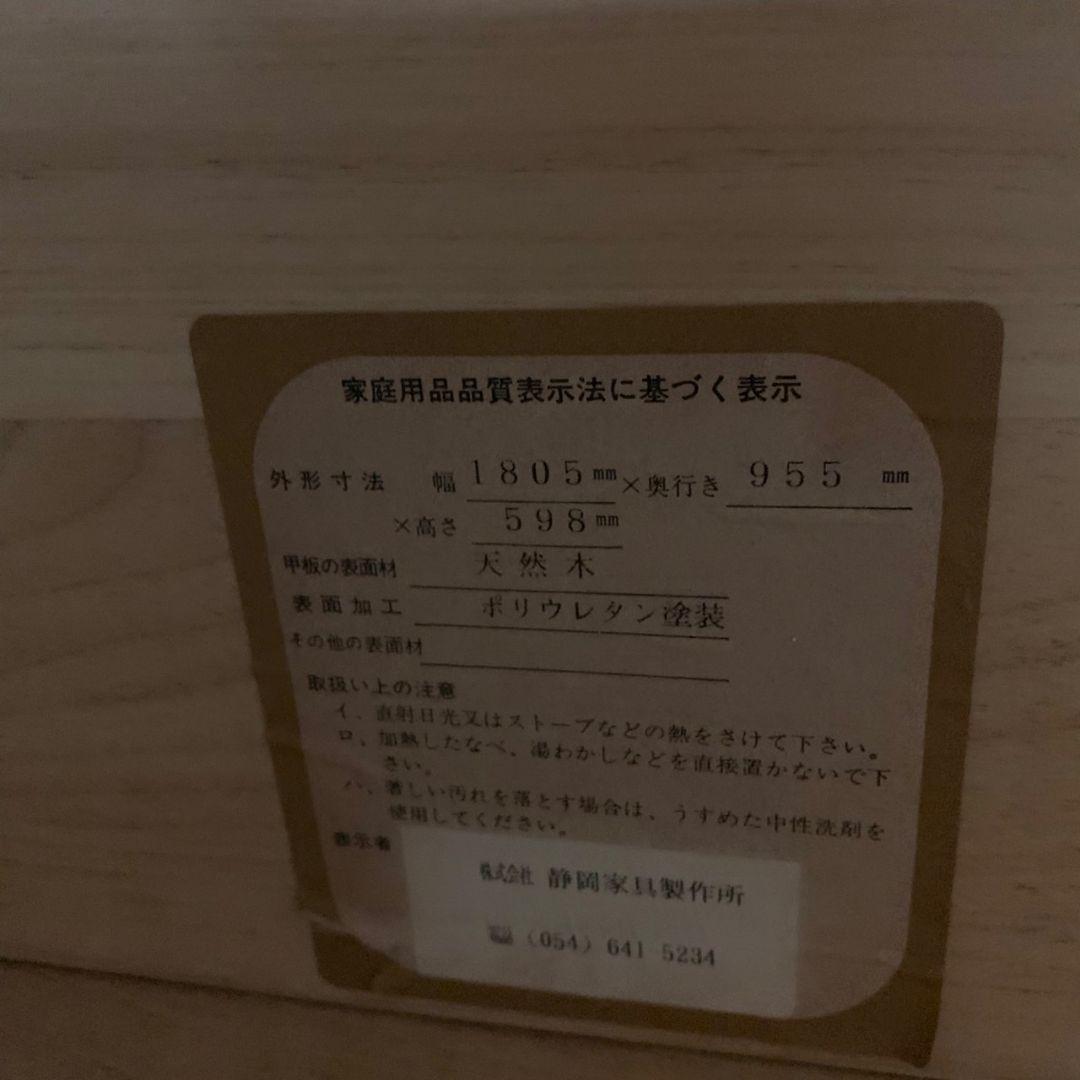 家庭用品品質表示法に基づく表示
外形寸法 幅 1805mm×奥行き 955 mm
×高さ 598mm
甲板の表面材 天然木
表面加工 ポリウレタン塗装
その他の表面材
取扱い上の注意
イ、直射日光又はストーブなどの熱をさけて下さい。
ロ、加熱したなべ、湯わかしなどを直接置かないで下
さい。
ハ、著しい汚れを落とす場合は、うすめた中性洗剤を
使用してください。
表示者
株式会社 静岡家具製作所
☎ (054) 641 5234